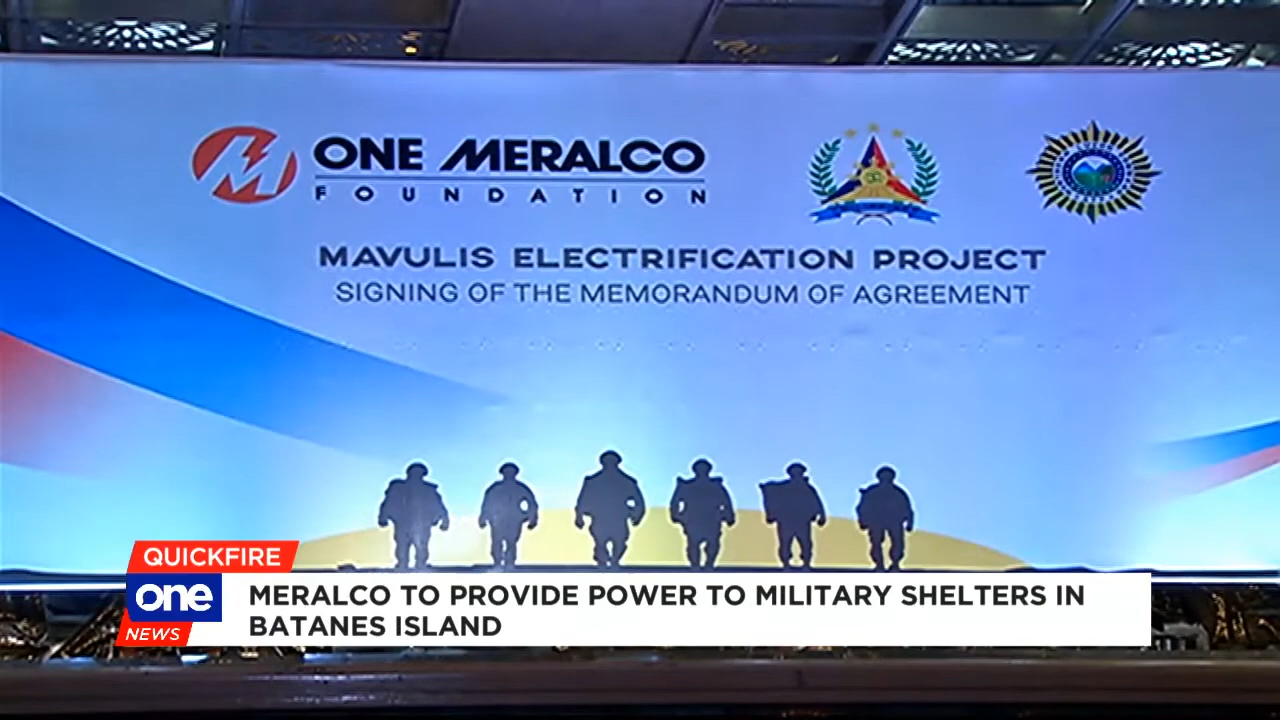 ONE MERALCO
FOUNDATION
MAVULIS ELECTRIFICATION PROJECT
SIGNING OF THE MEMORANDUM OF AGREEMENT
QUICKFIRE
one
NEWS
MERALCO TO PROVIDE POWER TO MILITARY SHELTERS IN
BATANES ISLAND